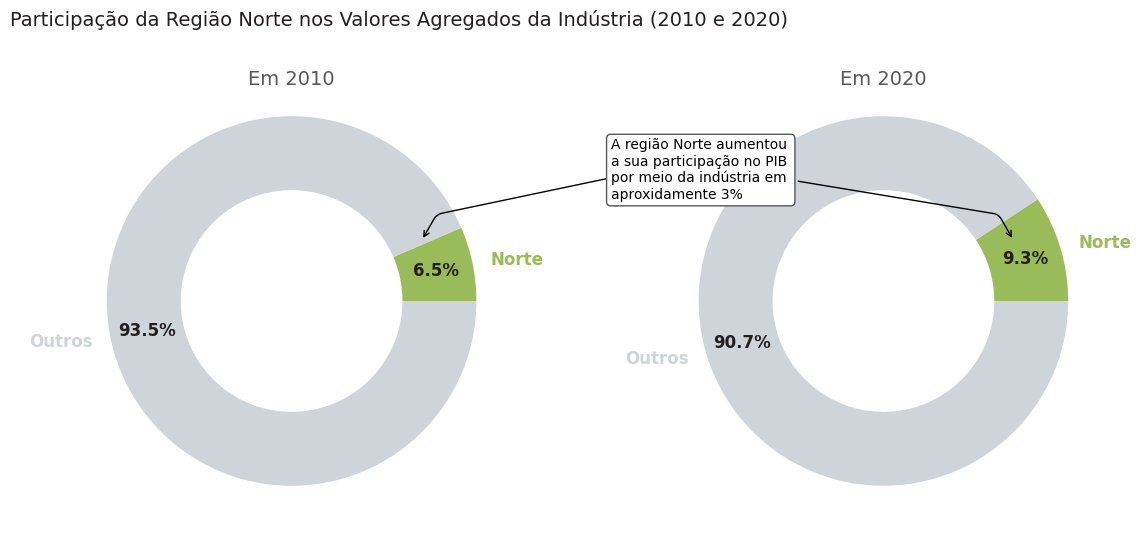 Participação da Região Norte nos Valores Agregados da Indústria (2010 e 2020)
Em 2010
Em 2020
A região Norte aumentou
a sua participação no PIB
por meio da indústria em
aproxidamente 3%
Norte
6.5%
93.5%
Outros
Norte
9.3%
90.7%
Outros